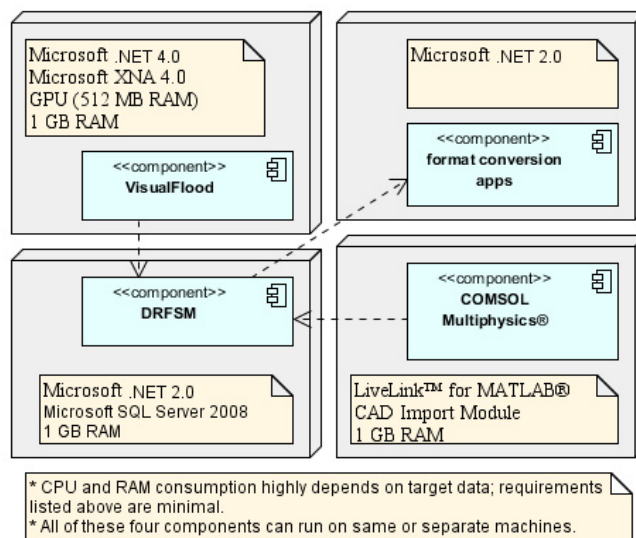 Microsoft .NET 4.0
Microsoft XNA 4.0
GPU (512 MB RAM)
1 GB RAM
<<component>>
VisualFlood
Microsoft .NET 2.0
<<component>>
format conversion
apps
<<component>>
DRFSM
Microsoft .NET 2.0
Microsoft SQL Server 2008
1 GB RAM
<<component>>
COMSOL
Multiphysics®
LiveLink™ for MATLAB®
CAD Import Module
1 GB RAM
* CPU and RAM consumption highly depends on target data; requirements
listed above are minimal.
* All of these four components can run on same or separate machines.